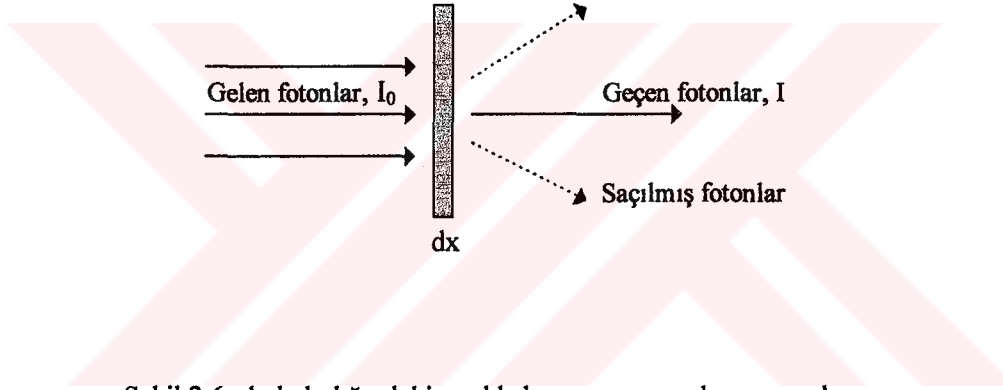 Gelen fotonlar, I₀
Geçen fotonlar, I
Saçılmış fotonlar
dx